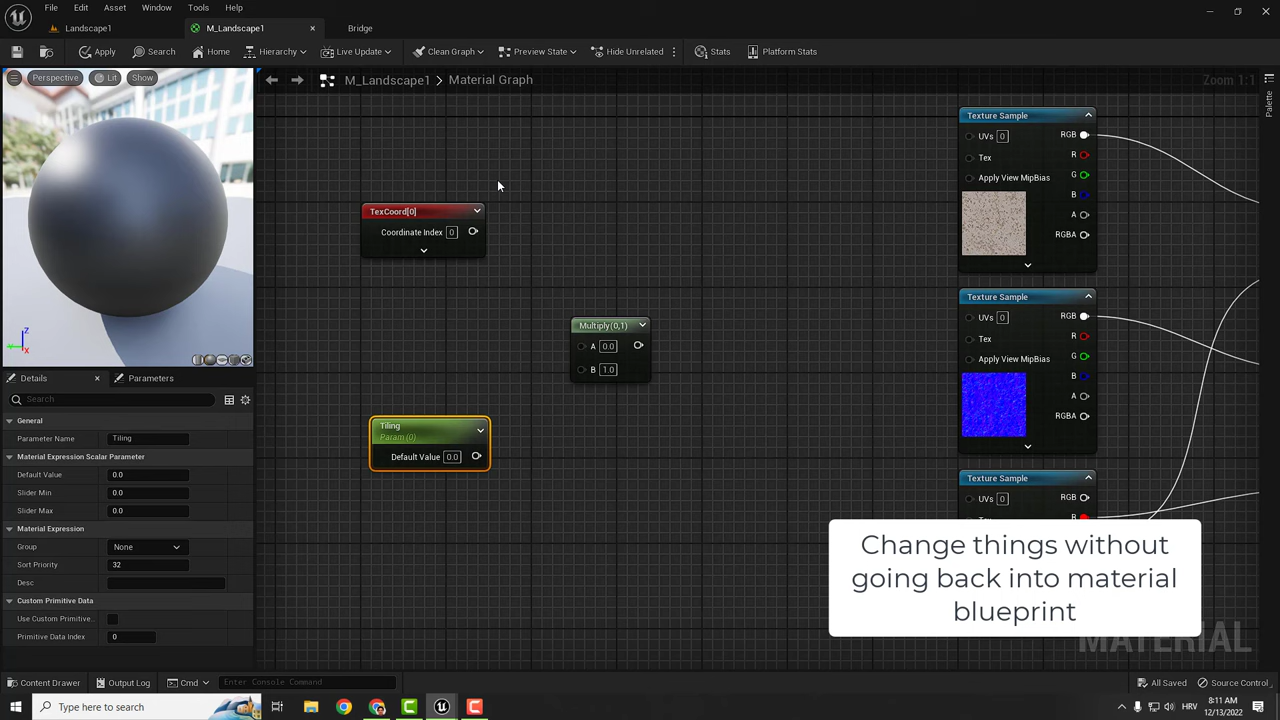 File Edit Asset Window Tools Help
Landscape1 M_Landscape1 Bridge
Apply Search Home Hierarchy Live Update Clean Graph Preview State Hide Unrelated Stats Platform Stats
Perspective Lit Show
M_Landscape1 > Material Graph
Zoom 1:1
Palette
TexCoord[0]
Coordinate Index 0
Multiply(0,1)
A 0.0
B 1.0
Tiling
Param (0)
Default Value 0.0
Texture Sample
UVs 0 RGB
Tex R
Apply View MipBias G
B
A
RGBA
Texture Sample
UVs 0 RGB
Tex R
Apply View MipBias G
B
A
RGBA
Texture Sample
UVs 0 RGB
R
Z
X
Y
Details Parameters
Search
General
Parameter Name Tiling
Material Expression Scalar Parameter
Default Value 0.0
Slider Min 0.0
Slider Max 0.0
Material Expression
Group None
Sort Priority 32
Desc
Custom Primitive Data
Use Custom Primitive..
Primitive Data Index 0
Change things without
going back into material
blueprint
MATERIAL
Content Drawer Output Log Cmd Enter Console Command All Saved Source Control
Type here to search
HRV 8:11 AM
12/13/2022